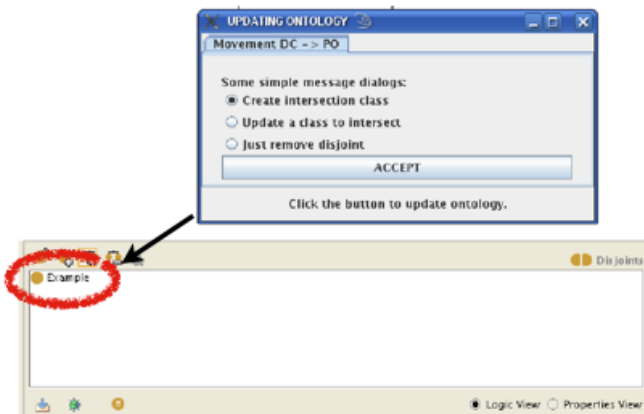 UPDATING ONTOLOGY
Movement DC -> PO
Some simple message dialogs:
Create intersection class
Update a class to intersect
Just remove disjoint
ACCEPT
Click the button to update ontology.
Disjoints
Example
Logic View Properties View